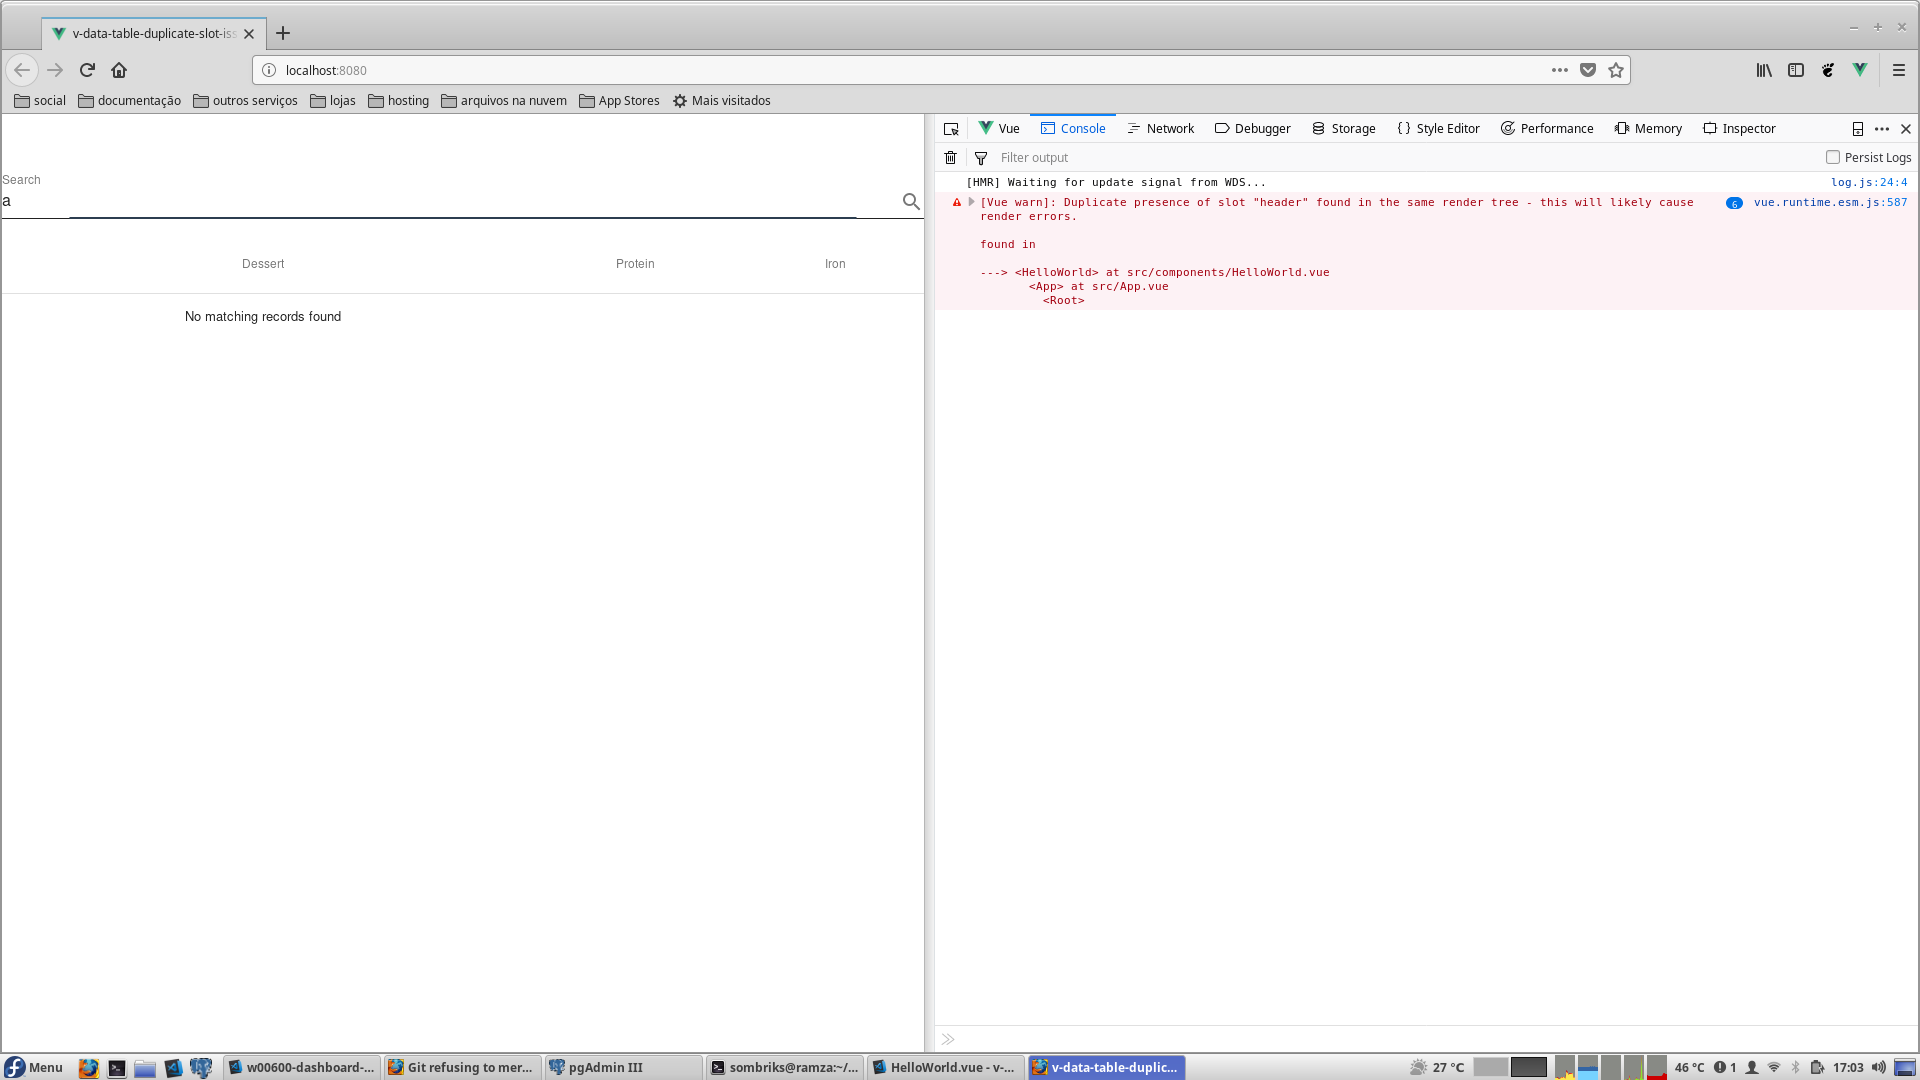 v-data-table-duplicate-slot-iss
localhost:8080
social documentação outros serviços lojas hosting arquivos na nuvem App Stores Mais visitados
Vue Console Network Debugger Storage Style Editor Performance Memory Inspector
Filter output Persist Logs
[HMR] Waiting for update signal from WDS... log.js:24:4
[Vue warn]: Duplicate presence of slot "header" found in the same render tree - this will likely cause 6 vue.runtime.esm.js:587
render errors.
found in
---> <HelloWorld> at src/components/HelloWorld.vue
<App> at src/App.vue
<Root>
Search
a
Dessert Protein Iron
No matching records found
Menu w00600-dashboard-... Git refusing to mer... pgAdmin III sombriks@ramza:~/... HelloWorld.vue - v-... v-data-table-duplic... 27 °C 46 °C 1 17:03